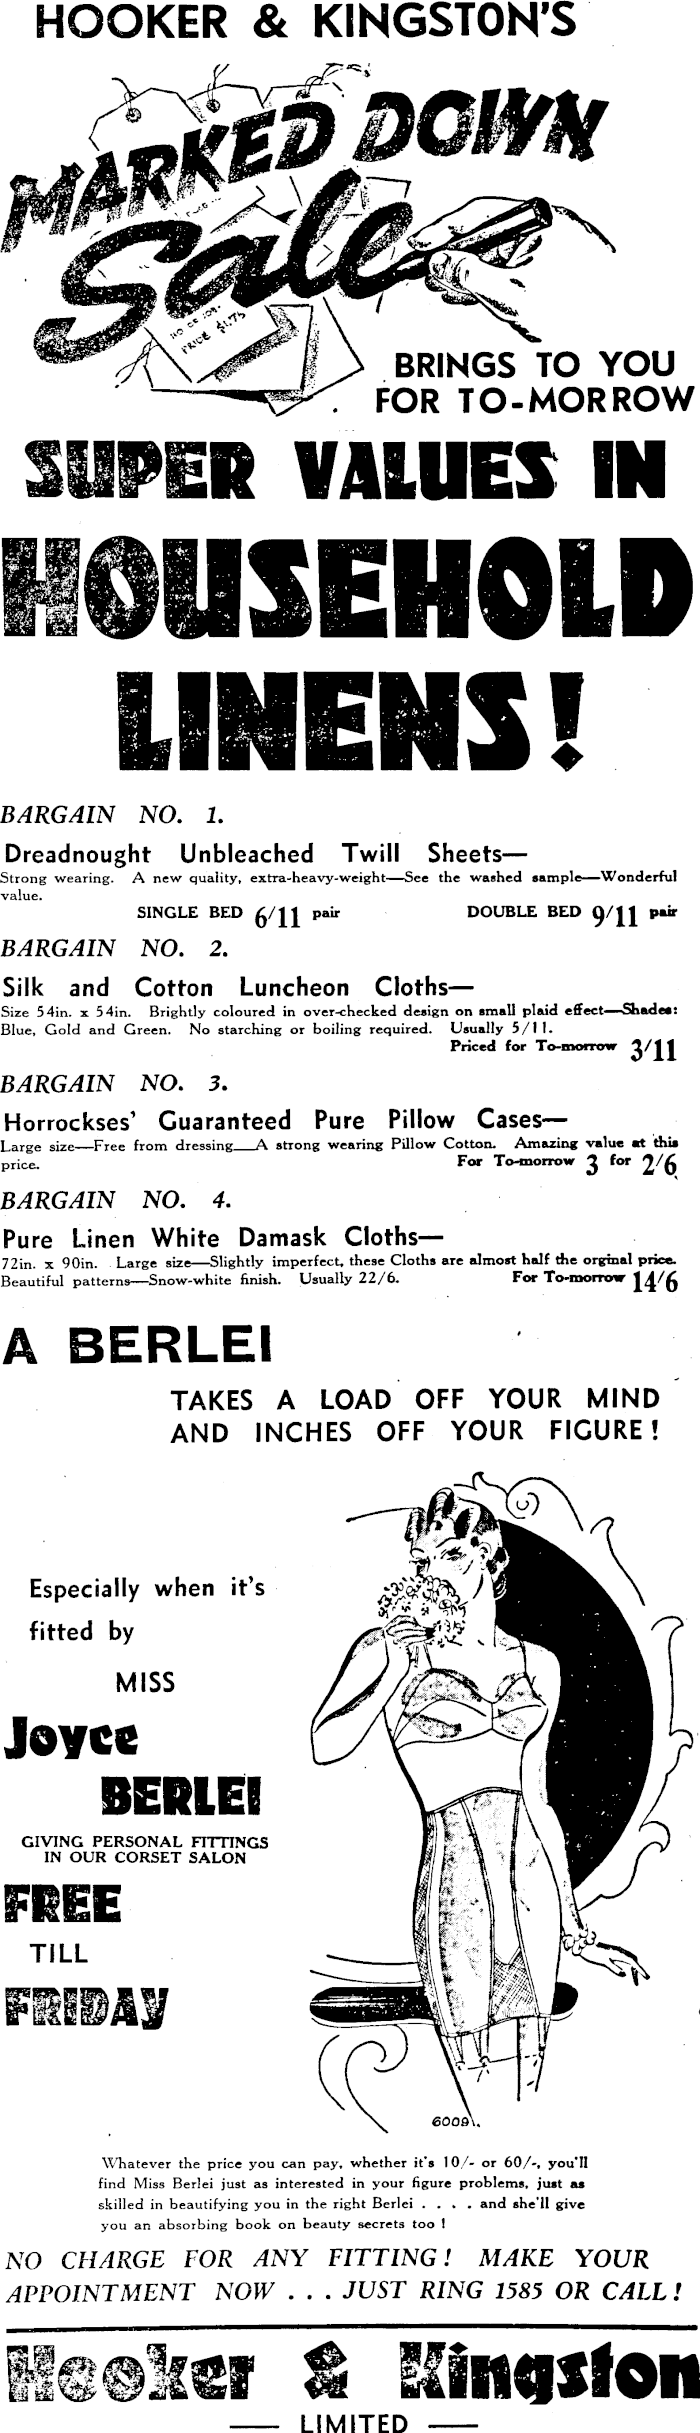 HOOKER & KINGSTON'S
MARKED DOWN
Sale
NO OF JOB-
PRICE $1.75
BRINGS TO YOU
FOR TO-MORROW
SUPER VALUES IN
HOUSEHOLD
LINENS!
BARGAIN NO. 1.
Dreadnought Unbleached Twill Sheets—
Strong wearing. A new quality, extra-heavy-weight—See the washed sample—Wonderful
value.
SINGLE BED 6/11 pair DOUBLE BED 9/11 pair
BARGAIN NO. 2.
Silk and Cotton Luncheon Cloths—
Size 54in. x 54in. Brightly coloured in over-checked design on small plaid effect—Shades:
Blue, Gold and Green. No starching or boiling required. Usually 5/11.
Priced for To-morrow 3/11
BARGAIN NO. 3.
Horrockses' Guaranteed Pure Pillow Cases—
Large size—Free from dressing—A strong wearing Pillow Cotton. Amazing value at this
price. For To-morrow 3 for 2/6
BARGAIN NO. 4.
Pure Linen White Damask Cloths—
72in. x 90in. Large size—Slightly imperfect, these Cloths are almost half the orginal price.
Beautiful patterns—Snow-white finish. Usually 22/6. For To-morrow 14/6
A BERLEI
TAKES A LOAD OFF YOUR MIND
AND INCHES OFF YOUR FIGURE!
Especially when it's
fitted by
MISS
Joyce
BERLEI
GIVING PERSONAL FITTINGS
IN OUR CORSET SALON
FREE
TILL
FRIDAY
6009
Whatever the price you can pay, whether it's 10/- or 60/-, you'll
find Miss Berlei just as interested in your figure problems, just as
skilled in beautifying you in the right Berlei . . . . and she'll give
you an absorbing book on beauty secrets too!
NO CHARGE FOR ANY FITTING! MAKE YOUR
APPOINTMENT NOW . . . JUST RING 1585 OR CALL!
Hooker & Kingston
— LIMITED —